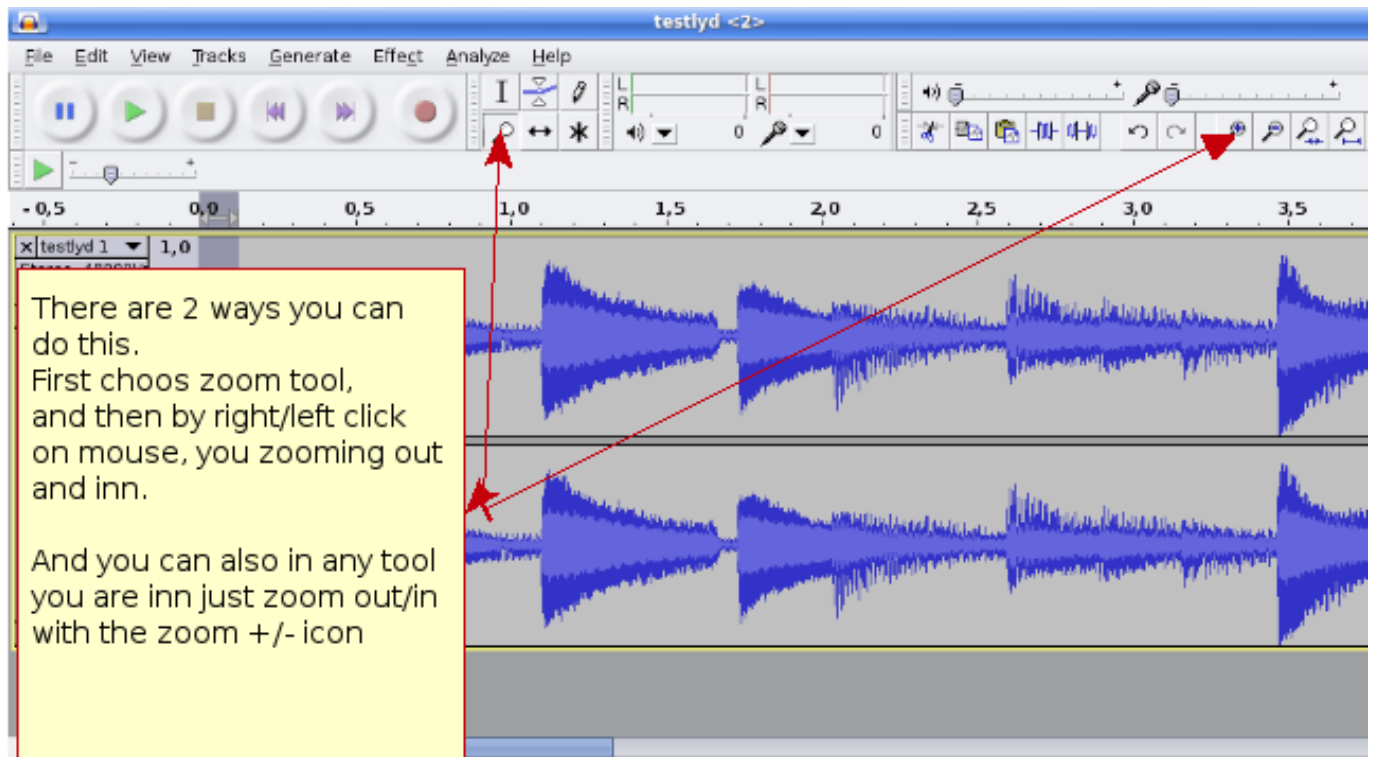 testlyd <2>
File Edit View Tracks Generate Effect Analyze Help
L
R
L
R
0
0
- 0,5 0,0 0,5 1,0 1,5 2,0 2,5 3,0 3,5
testlyd 1 1,0
There are 2 ways you can
do this.
First choos zoom tool,
and then by right/left click
on mouse, you zooming out
and inn.
And you can also in any tool
you are inn just zoom out/in
with the zoom +/- icon